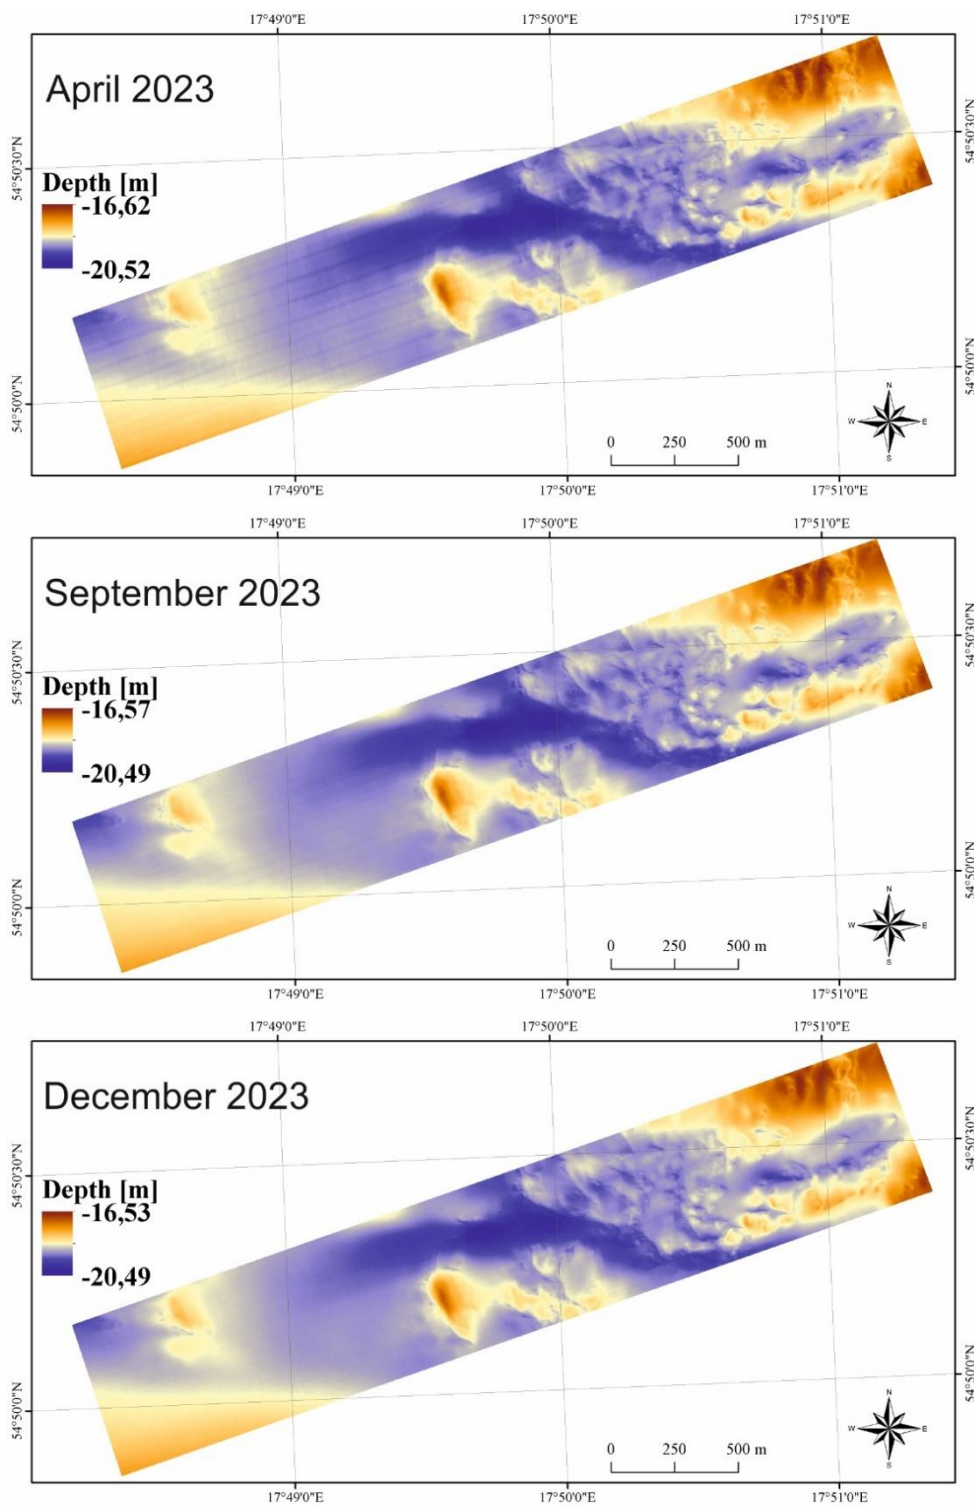 17°49'0"E 17°50'0"E 17°51'0"E
April 2023
54°50'30"N 54°50'30"N
Depth [m]
-16,62
-20,52
54°50'0"N 54°50'0"N
N
W E
S
0 250 500 m
17°49'0"E 17°50'0"E 17°51'0"E
17°49'0"E 17°50'0"E 17°51'0"E
September 2023
54°50'30"N 54°50'30"N
Depth [m]
-16,57
-20,49
54°50'0"N 54°50'0"N
N
W E
S
0 250 500 m
17°49'0"E 17°50'0"E 17°51'0"E
17°49'0"E 17°50'0"E 17°51'0"E
December 2023
54°50'30"N 54°50'30"N
Depth [m]
-16,53
-20,49
54°50'0"N 54°50'0"N
N
W E
S
0 250 500 m
17°49'0"E 17°50'0"E 17°51'0"E